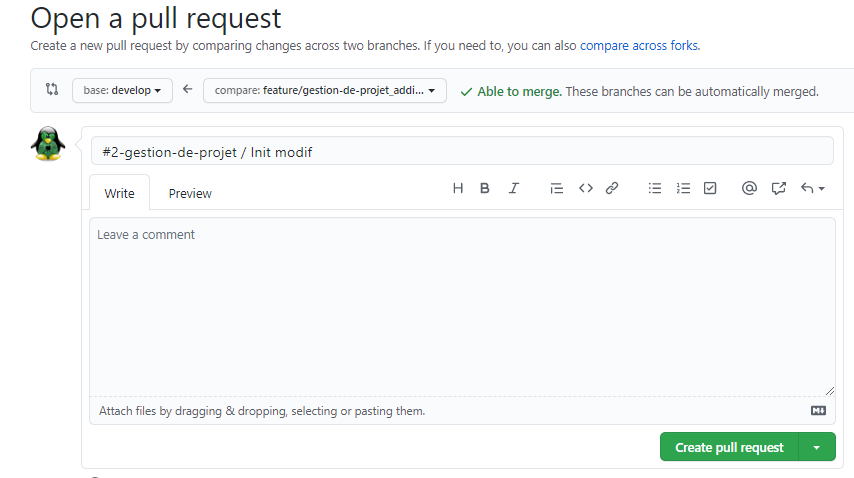 Open a pull request
Create a new pull request by comparing changes across two branches. If you need to, you can also compare across forks.
base: develop
compare: feature/gestion-de-projet_addi...
Able to merge. These branches can be automatically merged.
#2-gestion-de-projet / Init modif
Write
Preview
H B I
Leave a comment
Attach files by dragging & dropping, selecting or pasting them.
Create pull request